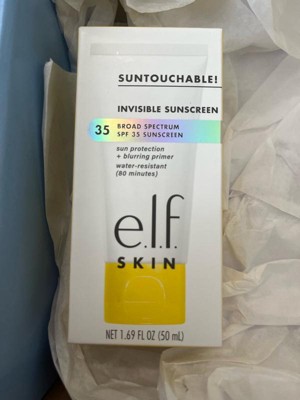 SUNTOUCHABLE!
INVISIBLE SUNSCREEN
35
BROAD SPECTRUM
SPF 35 SUNSCREEN
sun protection
+ blurring primer
water-resistant
(80 minutes)
e.l.f.
SKIN
NET 1.69 FL OZ (50 mL)